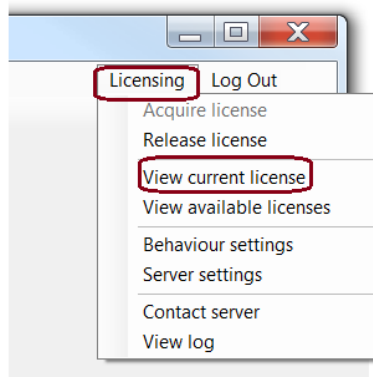 Licensing Log Out
Acquire license
Release license
View current license
View available licenses
Behaviour settings
Server settings
Contact server
View log